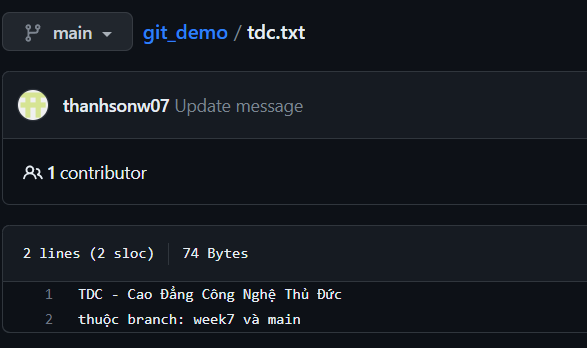 main git_demo / tdc.txt
thanhsonw07 Update message
1 contributor
2 lines (2 sloc) 74 Bytes
1 TDC - Cao Đẳng Công Nghệ Thủ Đức
2 thuộc branch: week7 và main